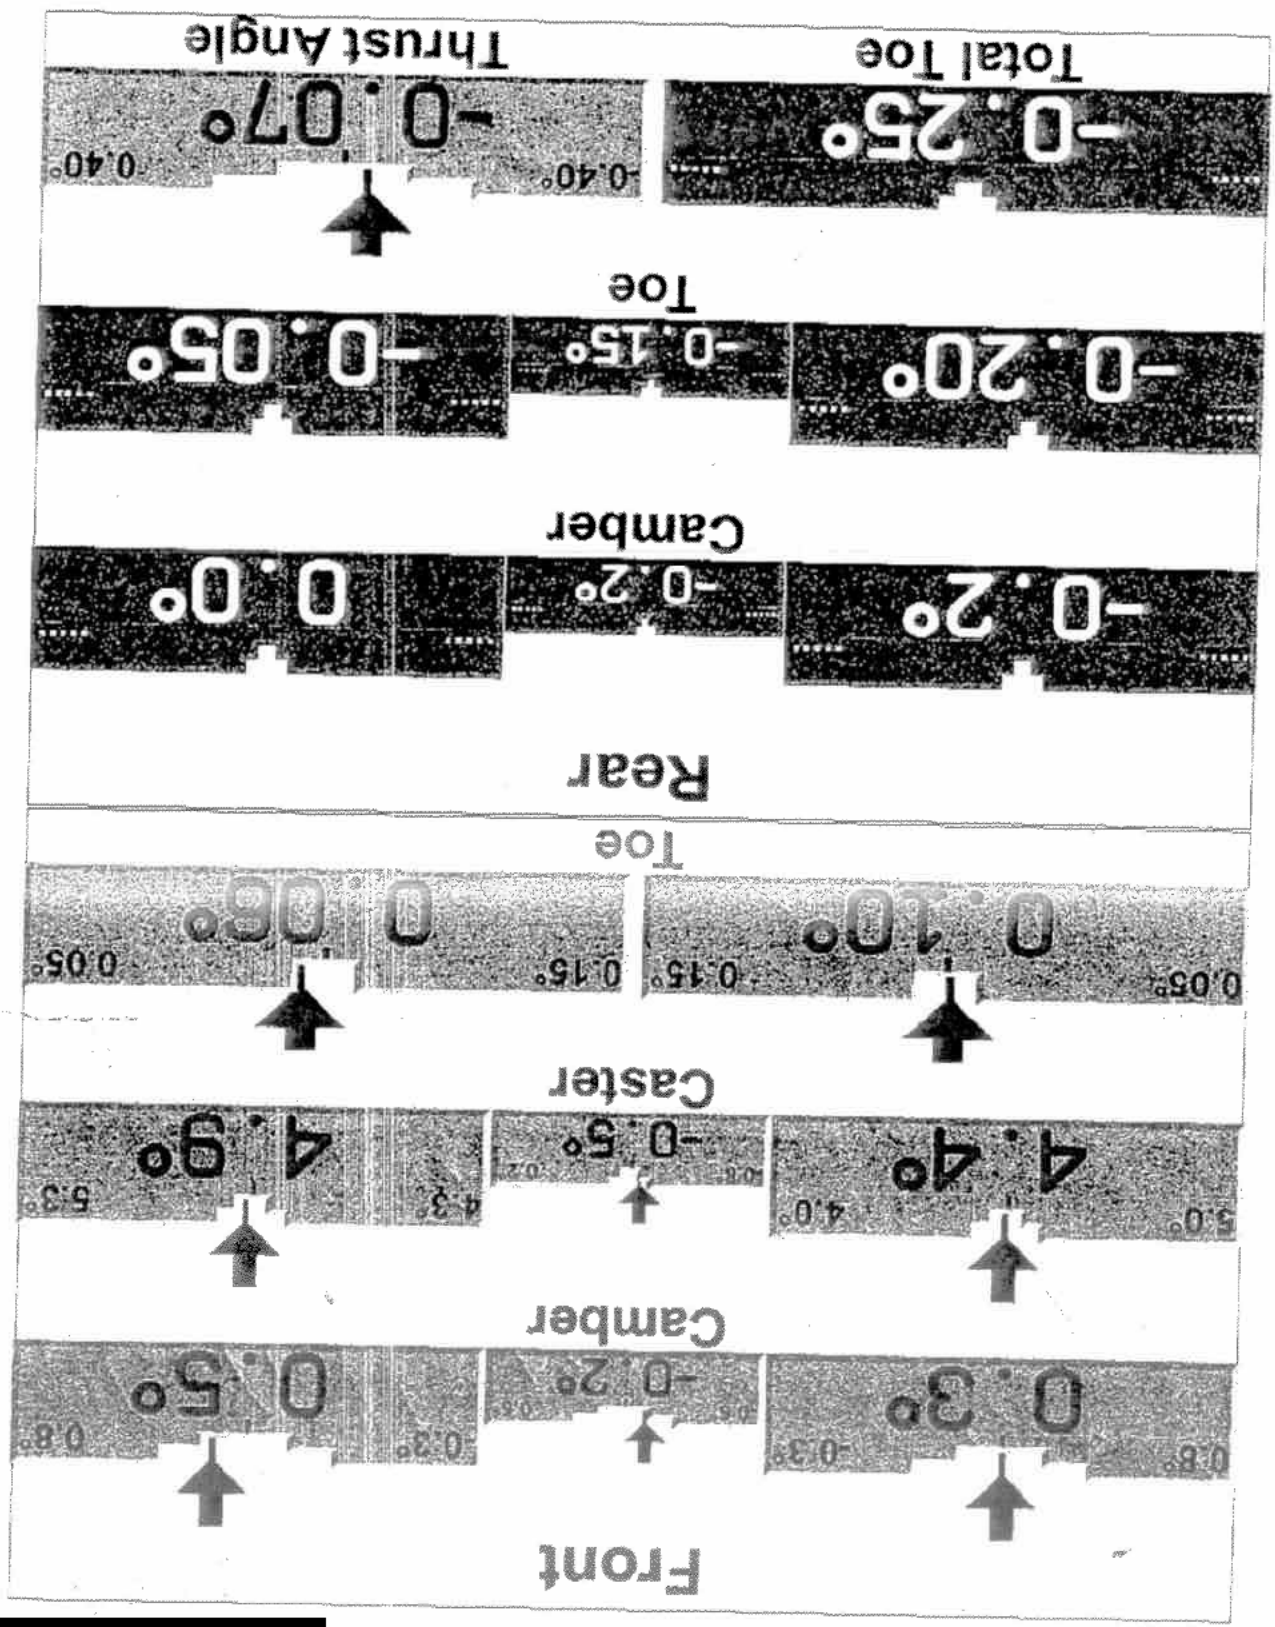 Front
0.8° -0.3° 0.3° 0.8°
0.3° -0.2° 0.5°
Camber
5.0° 4.0° 4.3° 5.3°
4.4° -0.5° 4.9°
Caster
0.05° 0.15° 0.15° 0.05°
0.10° 0.09°
Toe
Rear
-0.2° -0.2° 0.0°
Camber
-0.20° -0.15° -0.05°
Toe
-0.40° 0.40°
-0.25° -0.07°
Total Toe Thrust Angle